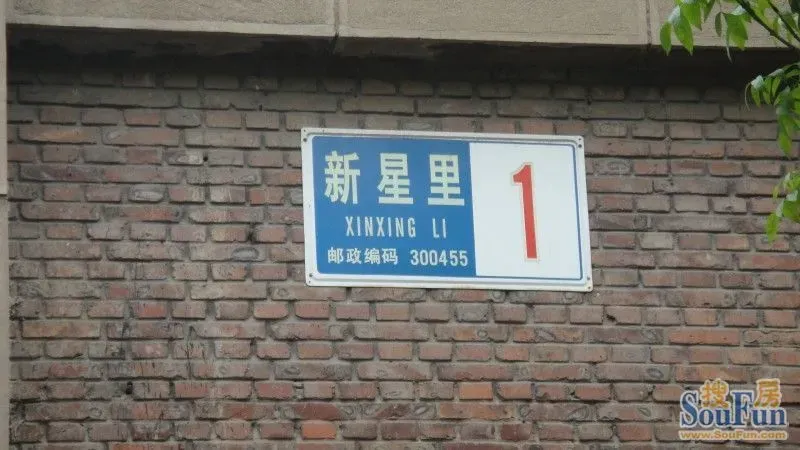 新星里
XINXING LI
邮政编码 300455
1
搜房
SouFun
www.SouFun.com